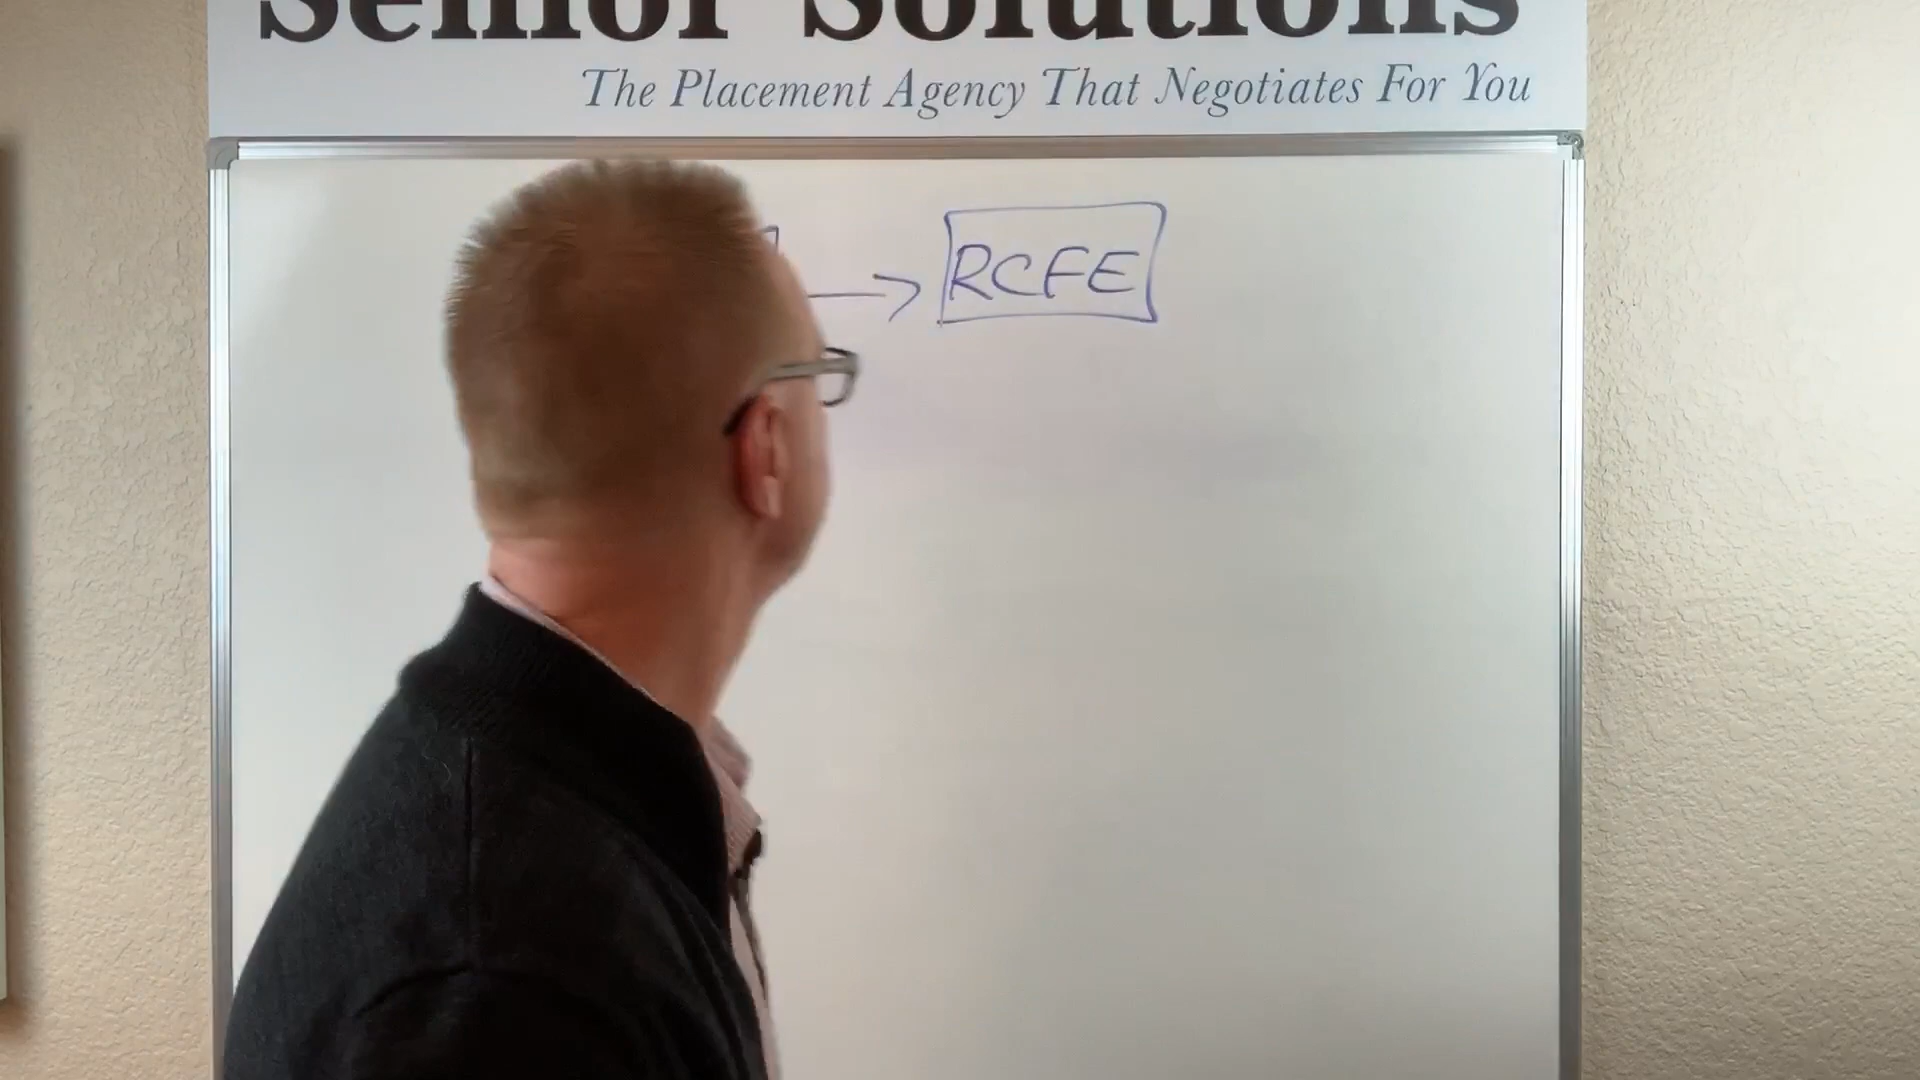 Senior Solutions
The Placement Agency That Negotiates For You
RCFE